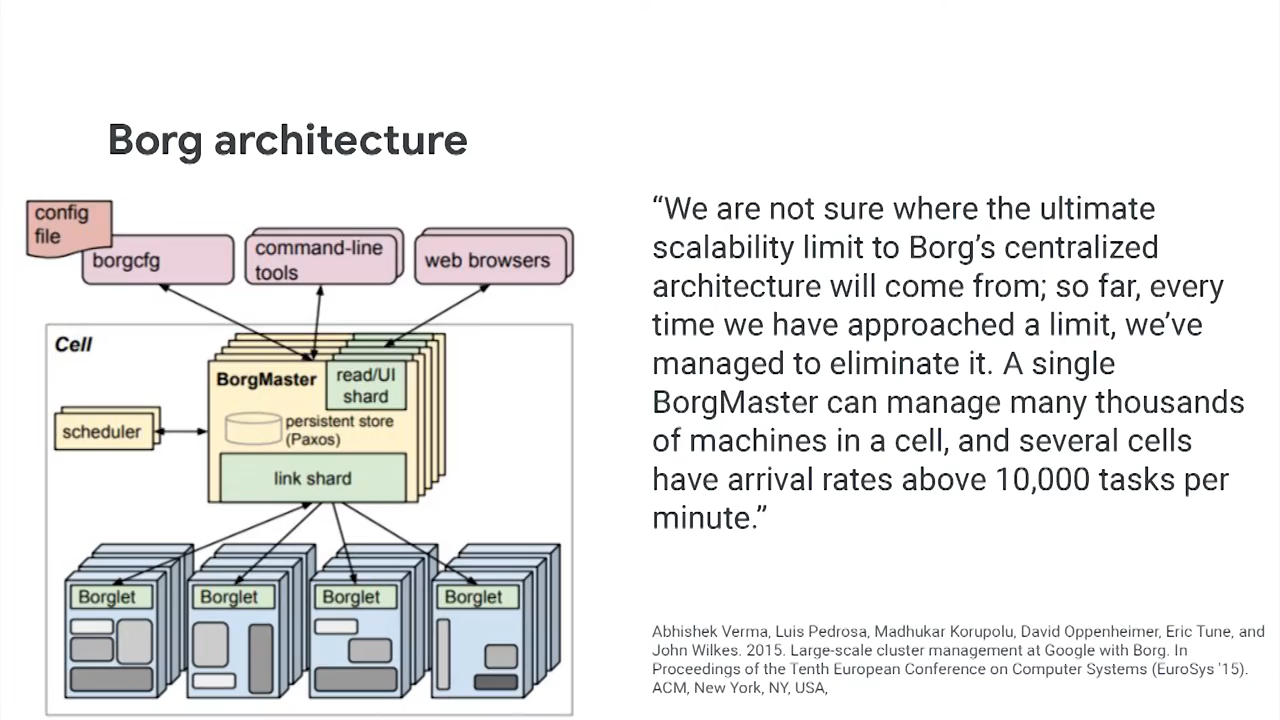 Borg architecture
config
file
borgcfg
command-line
tools
web browsers
Cell
BorgMaster
read/UI
shard
persistent store
(Paxos)
scheduler
link shard
Borglet
Borglet
Borglet
Borglet
“We are not sure where the ultimate
scalability limit to Borg’s centralized
architecture will come from; so far, every
time we have approached a limit, we’ve
managed to eliminate it. A single
BorgMaster can manage many thousands
of machines in a cell, and several cells
have arrival rates above 10,000 tasks per
minute.”
Abhishek Verma, Luis Pedrosa, Madhukar Korupolu, David Oppenheimer, Eric Tune, and
John Wilkes. 2015. Large-scale cluster management at Google with Borg. In
Proceedings of the Tenth European Conference on Computer Systems (EuroSys '15).
ACM, New York, NY, USA,